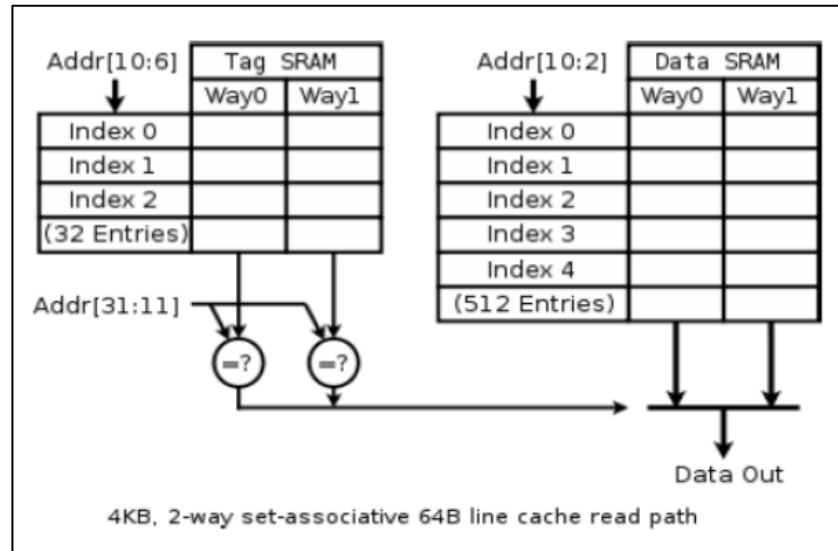 Addr[10:6]
Tag SRAM
Way0 Way1
Index 0
Index 1
Index 2
(32 Entries)
Addr[31:11]
=? =?
Addr[10:2]
Data SRAM
Way0 Way1
Index 0
Index 1
Index 2
Index 3
Index 4
(512 Entries)
Data Out
4KB, 2-way set-associative 64B line cache read path